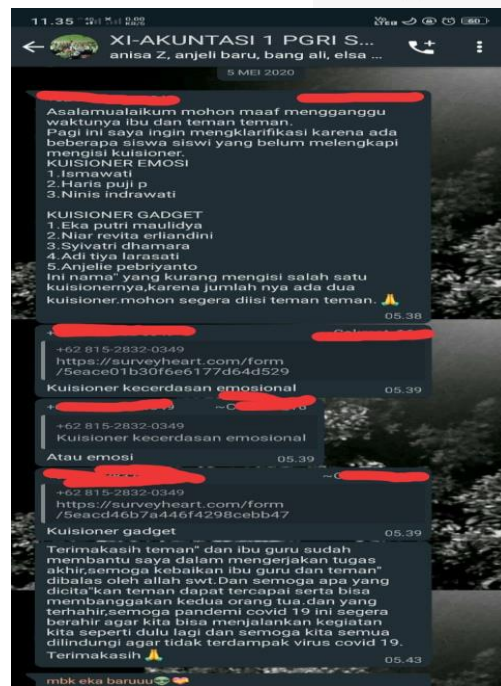 11.35
XI-AKUNTASI 1 PGRI S...
anisa Z, anjeli baru, bang ali, elsa ...
5 MEI 2020
Asalamualaikum mohon maaf mengganggu
waktunya ibu dan teman teman.
Pagi ini saya ingin mengklarifikasi karena ada
beberapa siswa siswi yang belum melengkapi
mengisi kuisioner.
KUISIONER EMOSI
1.Ismawati
2.Haris puji p
3.Ninis indrawati
KUISIONER GADGET
1.Eka putri maulidya
2.Niar revita erliandini
3.Syivatri dhamara
4.Adi tiya larasati
5.Anjelie pebriyanto
Ini nama" yang kurang mengisi salah satu
kuisionernya,karena jumlah nya ada dua
kuisioner.mohon segera diisi teman teman. 🙏
05.38
+62 815-2832-0349
https://surveyheart.com/form
/5eace01b30f6e6177d64d529
Kuisioner kecerdasan emosional
05.39
+62 815-2832-0349
Kuisioner kecerdasan emosional
Atau emosi
05.39
+62 815-2832-0349
https://surveyheart.com/form
/5eacd46b7a446f4298cebb47
Kuisioner gadget
05.39
Terimakasih teman" dan ibu guru sudah
membantu saya dalam mengerjakan tugas
akhir,semoga kebaikan ibu guru dan teman"
dibalas oleh allah swt.Dan semoga apa yang
dicita"kan teman dapat tercapai serta bisa
membanggakan kedua orang tua.dan yang
terhahir,semoga pandemi covid 19 ini segera
berahir agar kita bisa menjalankan kegiatan
kita seperti dulu lagi dan semoga kita semua
dilindungi agar tidak terdampak virus covid 19.
Terimakasih 🙏
05.43
mbk eka baruuu😎💝